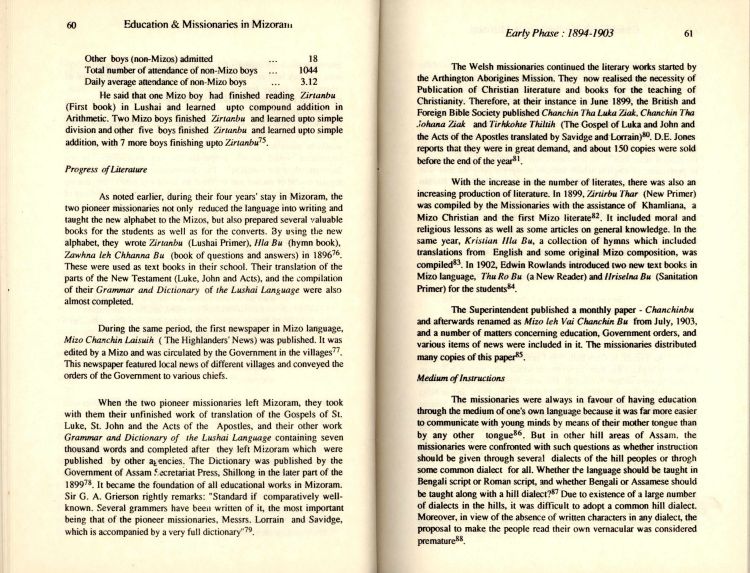 60 Education & Missionaries in Mizoram
Other boys (non-Mizos) admitted ... 18
Total number of attendance of non-Mizo boys ... 1044
Daily average attendance of non-Mizo boys ... 3.12
He said that one Mizo boy had finished reading Zirtanbu
(First book) in Lushai and learned upto compound addition in
Arithmetic. Two Mizo boys finished Zirtanbu and learned upto simple
division and other five boys finished Zirtanbu and learned upto simple
addition, with 7 more boys finishing upto Zirtanbu75.
Progress of Literature
As noted earlier, during their four years' stay in Mizoram, the
two pioneer missionaries not only reduced the language into writing and
taught the new alphabet to the Mizos, but also prepared several valuable
books for the students as well as for the converts. By using the new
alphabet, they wrote Zirtanbu (Lushai Primer), Hla Bu (hymn book),
Zawhna leh Chhanna Bu (book of questions and answers) in 189676.
These were used as text books in their school. Their translation of the
parts of the New Testament (Luke, John and Acts), and the compilation
of their Grammar and Dictionary of the Lushai Language were also
almost completed.
During the same period, the first newspaper in Mizo language,
Mizo Chanchin Laisuih ( The Highlanders' News) was published. It was
edited by a Mizo and was circulated by the Government in the villages77.
This newspaper featured local news of different villages and conveyed the
orders of the Government to various chiefs.
When the two pioneer missionaries left Mizoram, they took
with them their unfinished work of translation of the Gospels of St.
Luke, St. John and the Acts of the Apostles, and their other work
Grammar and Dictionary of the Lushai Language containing seven
thousand words and completed after they left Mizoram which were
published by other agencies. The Dictionary was published by the
Government of Assam Secretariat Press, Shillong in the later part of the
189978. It became the foundation of all educational works in Mizoram.
Sir G. A. Grierson rightly remarks: "Standard if comparatively well-
known. Several grammers have been written of it, the most important
being that of the pioneer missionaries, Messrs. Lorrain and Savidge,
which is accompanied by a very full dictionary"79.
Early Phase : 1894-1903 61
The Welsh missionaries continued the literary works started by
the Arthington Aborigines Mission. They now realised the necessity of
Publication of Christian literature and books for the teaching of
Christianity. Therefore, at their instance in June 1899, the British and
Foreign Bible Society published Chanchin Tha Luka Ziak, Chanchin Tha
Johana Ziak and Tirhkohte Thiltih (The Gospel of Luka and John and
the Acts of the Apostles translated by Savidge and Lorrain)80. D.E. Jones
reports that they were in great demand, and about 150 copies were sold
before the end of the year81.
With the increase in the number of literates, there was also an
increasing production of literature. In 1899, Zirtirbu Thar (New Primer)
was compiled by the Missionaries with the assistance of Khamliana, a
Mizo Christian and the first Mizo literate82. It included moral and
religious lessons as well as some articles on general knowledge. In the
same year, Kristian Hla Bu, a collection of hymns which included
translations from English and some original Mizo composition, was
compiled83. In 1902, Edwin Rowlands introduced two new text books in
Mizo language, Thu Ro Bu (a New Reader) and Hriselna Bu (Sanitation
Primer) for the students84.
The Superintendent published a monthly paper - Chanchinbu
and afterwards renamed as Mizo leh Vai Chanchin Bu from July, 1903,
and a number of matters concerning education, Government orders, and
various items of news were included in it. The missionaries distributed
many copies of this paper85.
Medium of Instructions
The missionaries were always in favour of having education
through the medium of one's own language because it was far more easier
to communicate with young minds by means of their mother tongue than
by any other tongue86. But in other hill areas of Assam, the
missionaries were confronted with such questions as whether instruction
should be given through several dialects of the hill peoples or through
some common dialect for all. Whether the language should be taught in
Bengali script or Roman script, and whether Bengali or Assamese should
be taught along with a hill dialect?87 Due to existence of a large number
of dialects in the hills, it was difficult to adopt a common hill dialect.
Moreover, in view of the absence of written characters in any dialect, the
proposal to make the people read their own vernacular was considered
premature88.